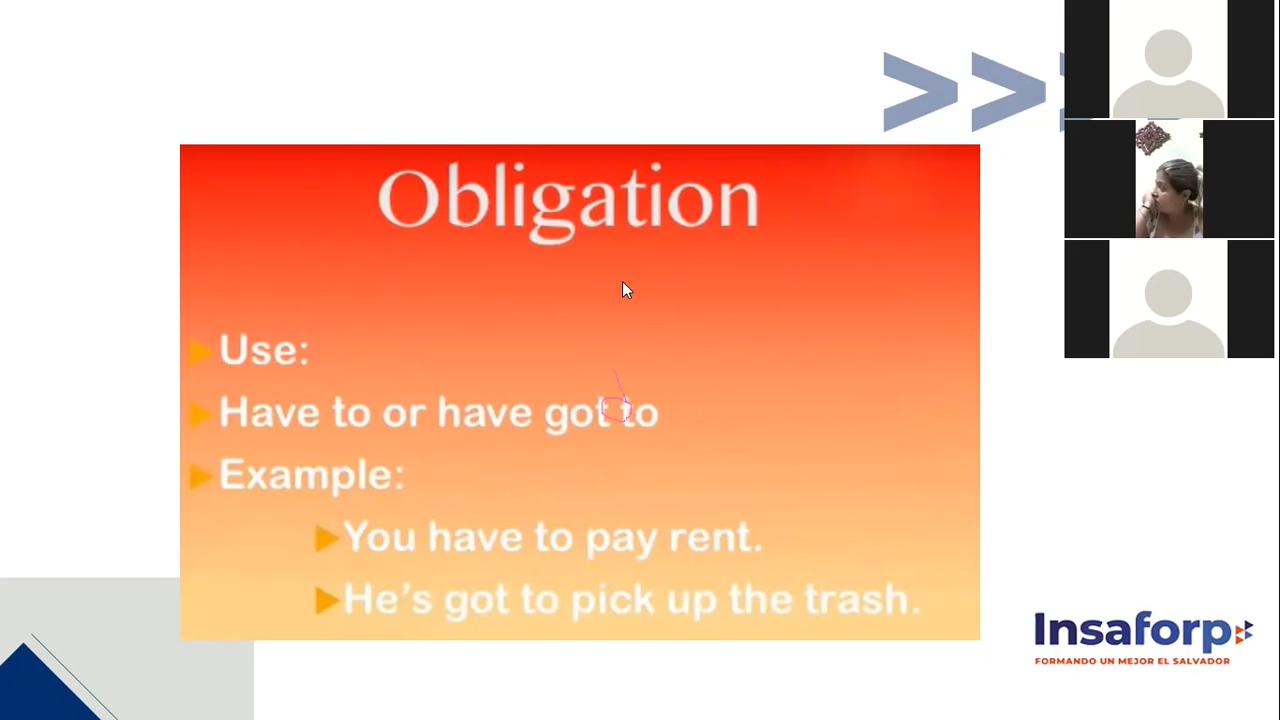 >>
Obligation
Use:
Have to or have got to
Example:
You have to pay rent.
He's got to pick up the trash.
Insaforp
FORMANDO UN MEJOR EL SALVADOR